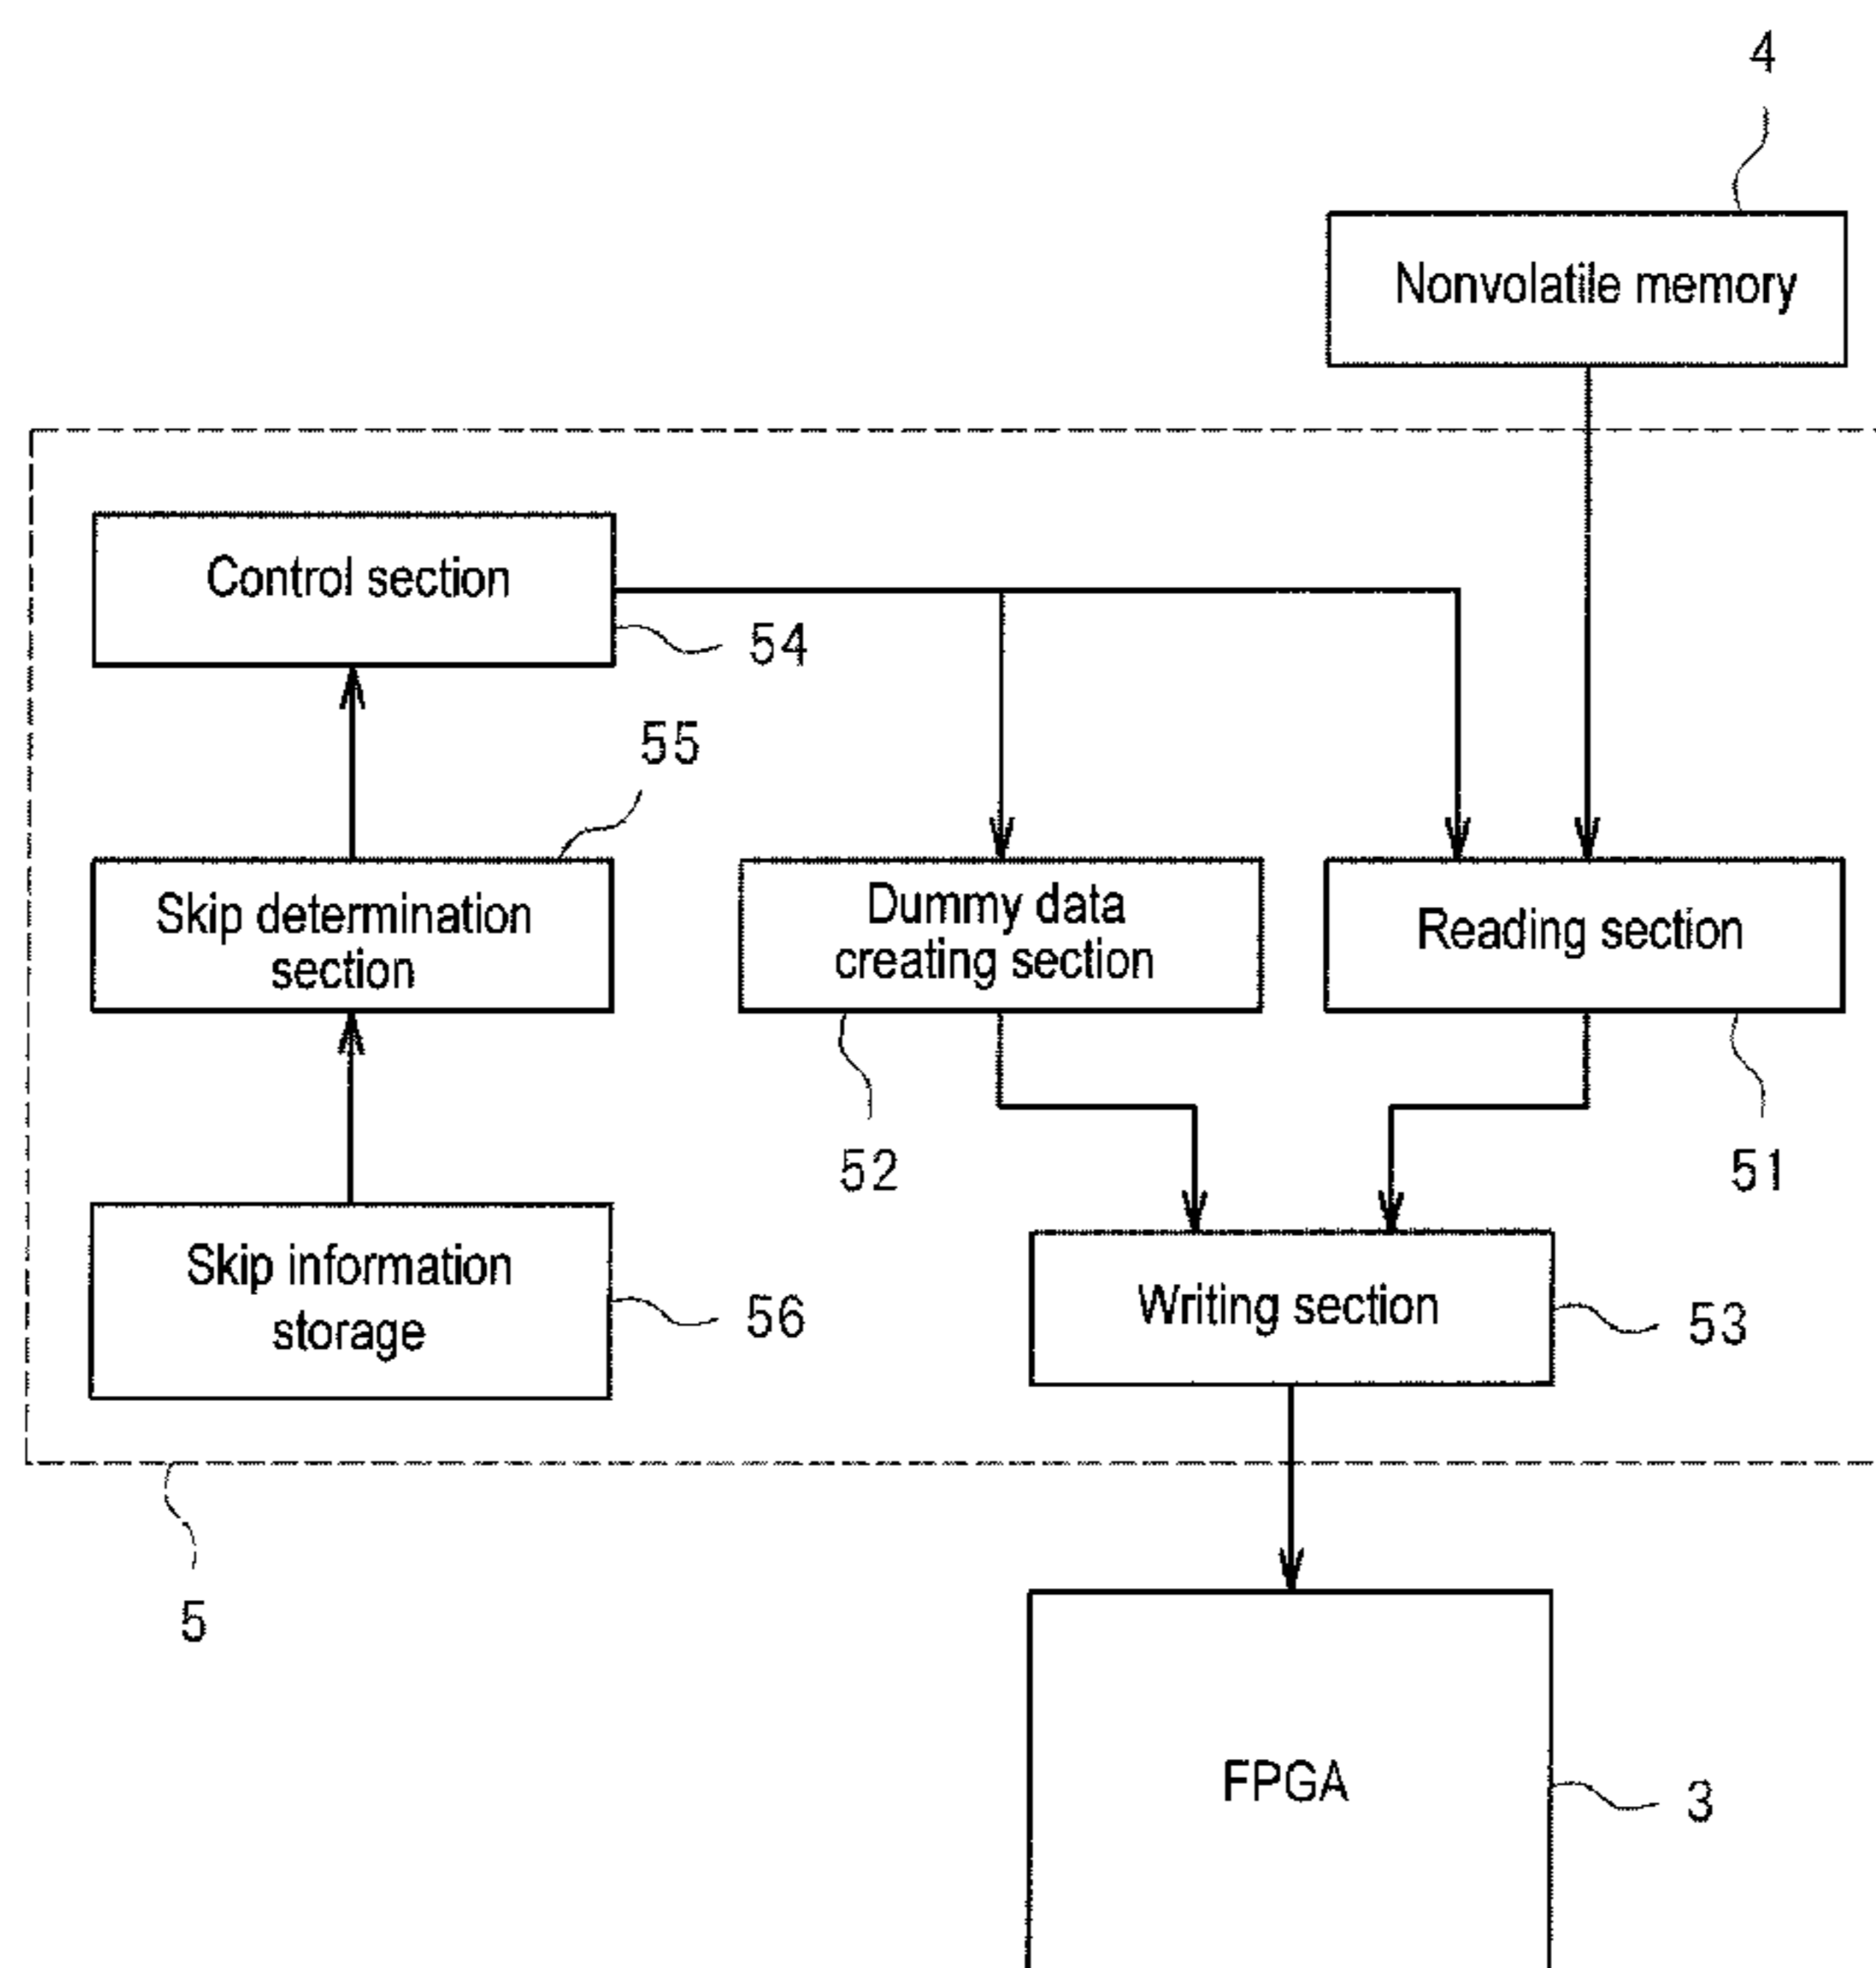 4
Nonvolatile memory
Control section
54
55
Skip determination
section
Dummy data
creating section
Reading section
52
51
Skip information
storage
56
Writing section
53
5
FPGA
3